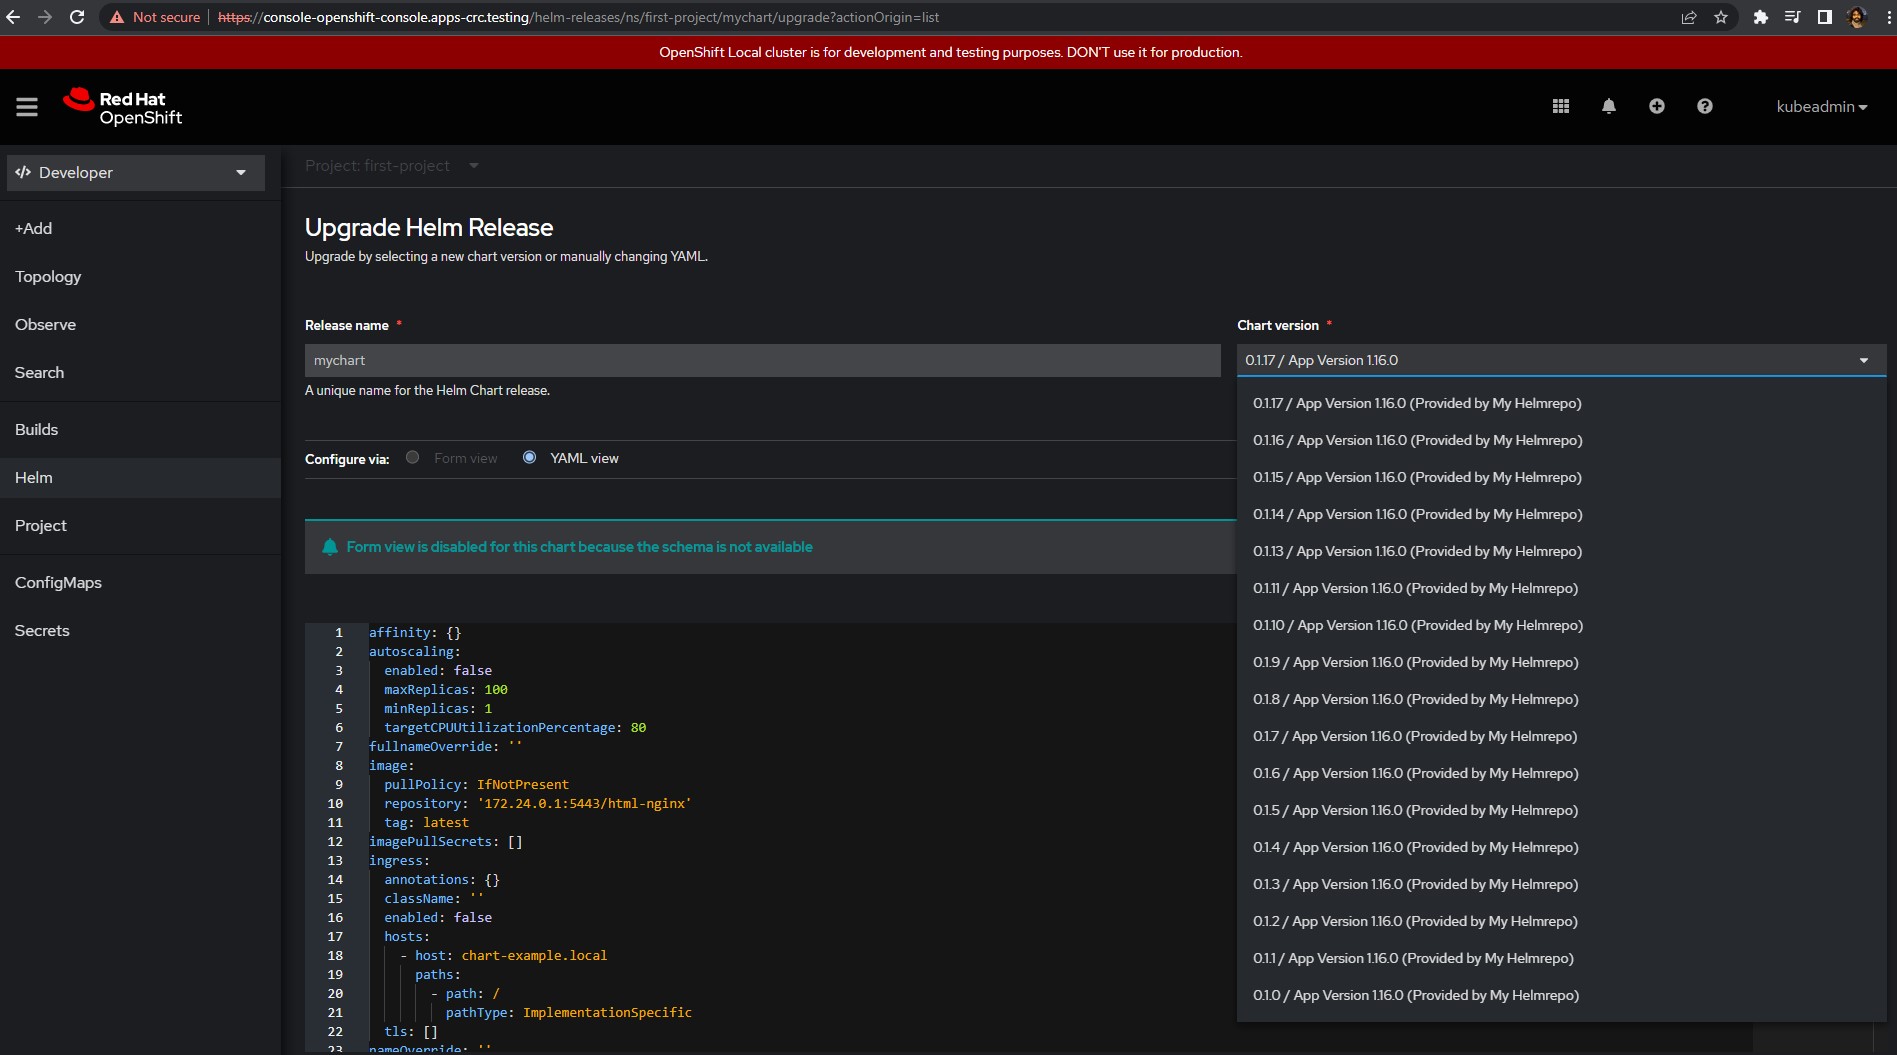 Not secure | https://console-openshift-console.apps-crc.testing/helm-releases/ns/first-project/mychart/upgrade?actionOrigin=list
OpenShift Local cluster is for development and testing purposes. DON'T use it for production.
Red Hat
OpenShift
kubeadmin
</> Developer
+Add
Topology
Observe
Search
Builds
Helm
Project
ConfigMaps
Secrets
Project: first-project
Upgrade Helm Release
Upgrade by selecting a new chart version or manually changing YAML.
Release name *
mychart
A unique name for the Helm Chart release.
Chart version *
0.1.17 / App Version 1.16.0
0.1.17 / App Version 1.16.0 (Provided by My Helmrepo)
0.1.16 / App Version 1.16.0 (Provided by My Helmrepo)
0.1.15 / App Version 1.16.0 (Provided by My Helmrepo)
0.1.14 / App Version 1.16.0 (Provided by My Helmrepo)
0.1.13 / App Version 1.16.0 (Provided by My Helmrepo)
0.1.11 / App Version 1.16.0 (Provided by My Helmrepo)
0.1.10 / App Version 1.16.0 (Provided by My Helmrepo)
0.1.9 / App Version 1.16.0 (Provided by My Helmrepo)
0.1.8 / App Version 1.16.0 (Provided by My Helmrepo)
0.1.7 / App Version 1.16.0 (Provided by My Helmrepo)
0.1.6 / App Version 1.16.0 (Provided by My Helmrepo)
0.1.5 / App Version 1.16.0 (Provided by My Helmrepo)
0.1.4 / App Version 1.16.0 (Provided by My Helmrepo)
0.1.3 / App Version 1.16.0 (Provided by My Helmrepo)
0.1.2 / App Version 1.16.0 (Provided by My Helmrepo)
0.1.1 / App Version 1.16.0 (Provided by My Helmrepo)
0.1.0 / App Version 1.16.0 (Provided by My Helmrepo)
Configure via: Form view YAML view
Form view is disabled for this chart because the schema is not available
1 affinity: {}
2 autoscaling:
3 enabled: false
4 maxReplicas: 100
5 minReplicas: 1
6 targetCPUUtilizationPercentage: 80
7 fullnameOverride: ''
8 image:
9 pullPolicy: IfNotPresent
10 repository: '172.24.0.1:5443/html-nginx'
11 tag: latest
12 imagePullSecrets: []
13 ingress:
14 annotations: {}
15 className: ''
16 enabled: false
17 hosts:
18 - host: chart-example.local
19 paths:
20 - path: /
21 pathType: ImplementationSpecific
22 tls: []
23 nameOverride: ''